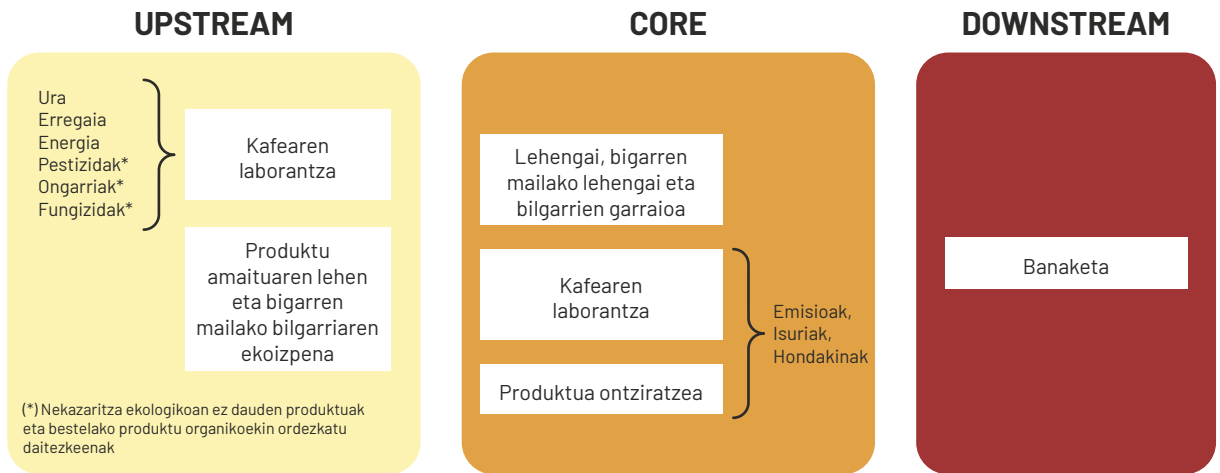 UPSTREAM
Ura
Erregaia
Energia
Pestizidak*
Ongarriak*
Fungizidak*
Kafearen
laborantza
Produktu
amaituaren lehen
eta bigarren
mailako bilgarriaren
ekoizpena
(*) Nekazaritza ekologikoan ez dauden produktuak
eta bestelako produktu organikoekin ordezkatu
daitezkeenak
CORE
Lehengai, bigarren
mailako lehengai eta
bilgarrien garraioa
Kafearen
laborantza
Produktua ontziratzea
Emisioak,
Isuriak,
Hondakinak
DOWNSTREAM
Banaketa